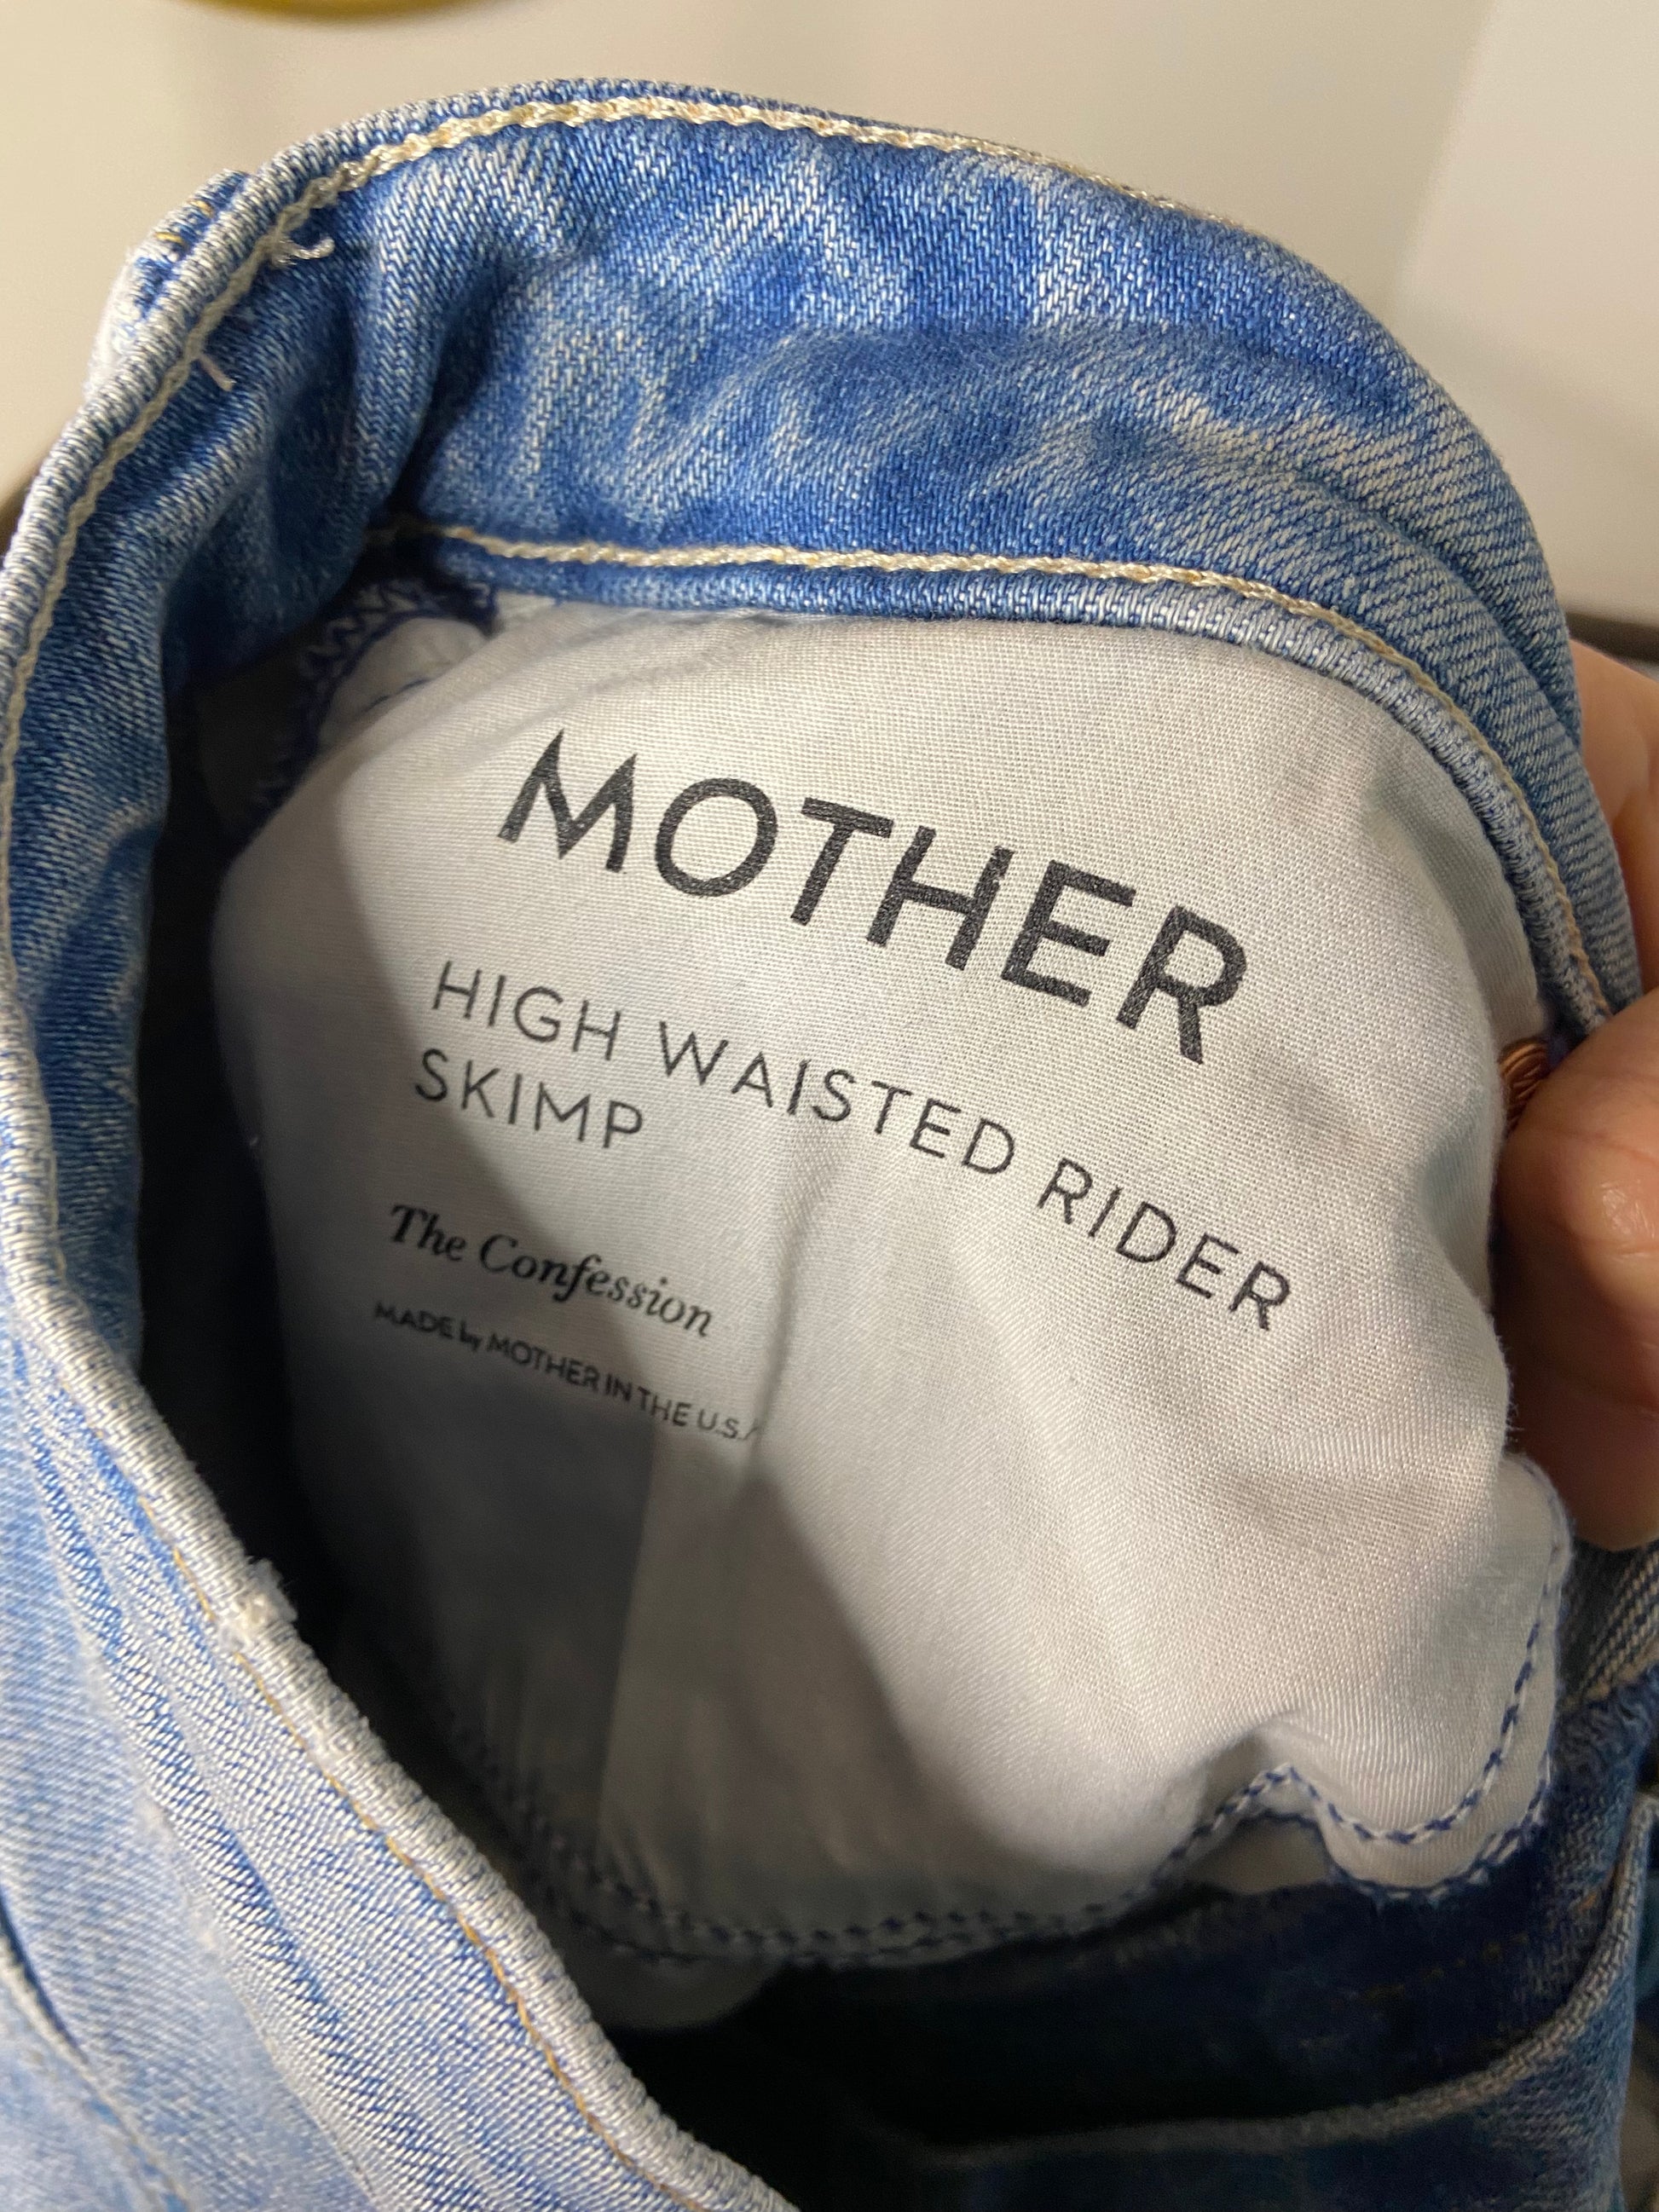 MOTHER
HIGH WAISTED RIDER
SKIMP
The Confession
MADE by MOTHER IN THE U.S.A